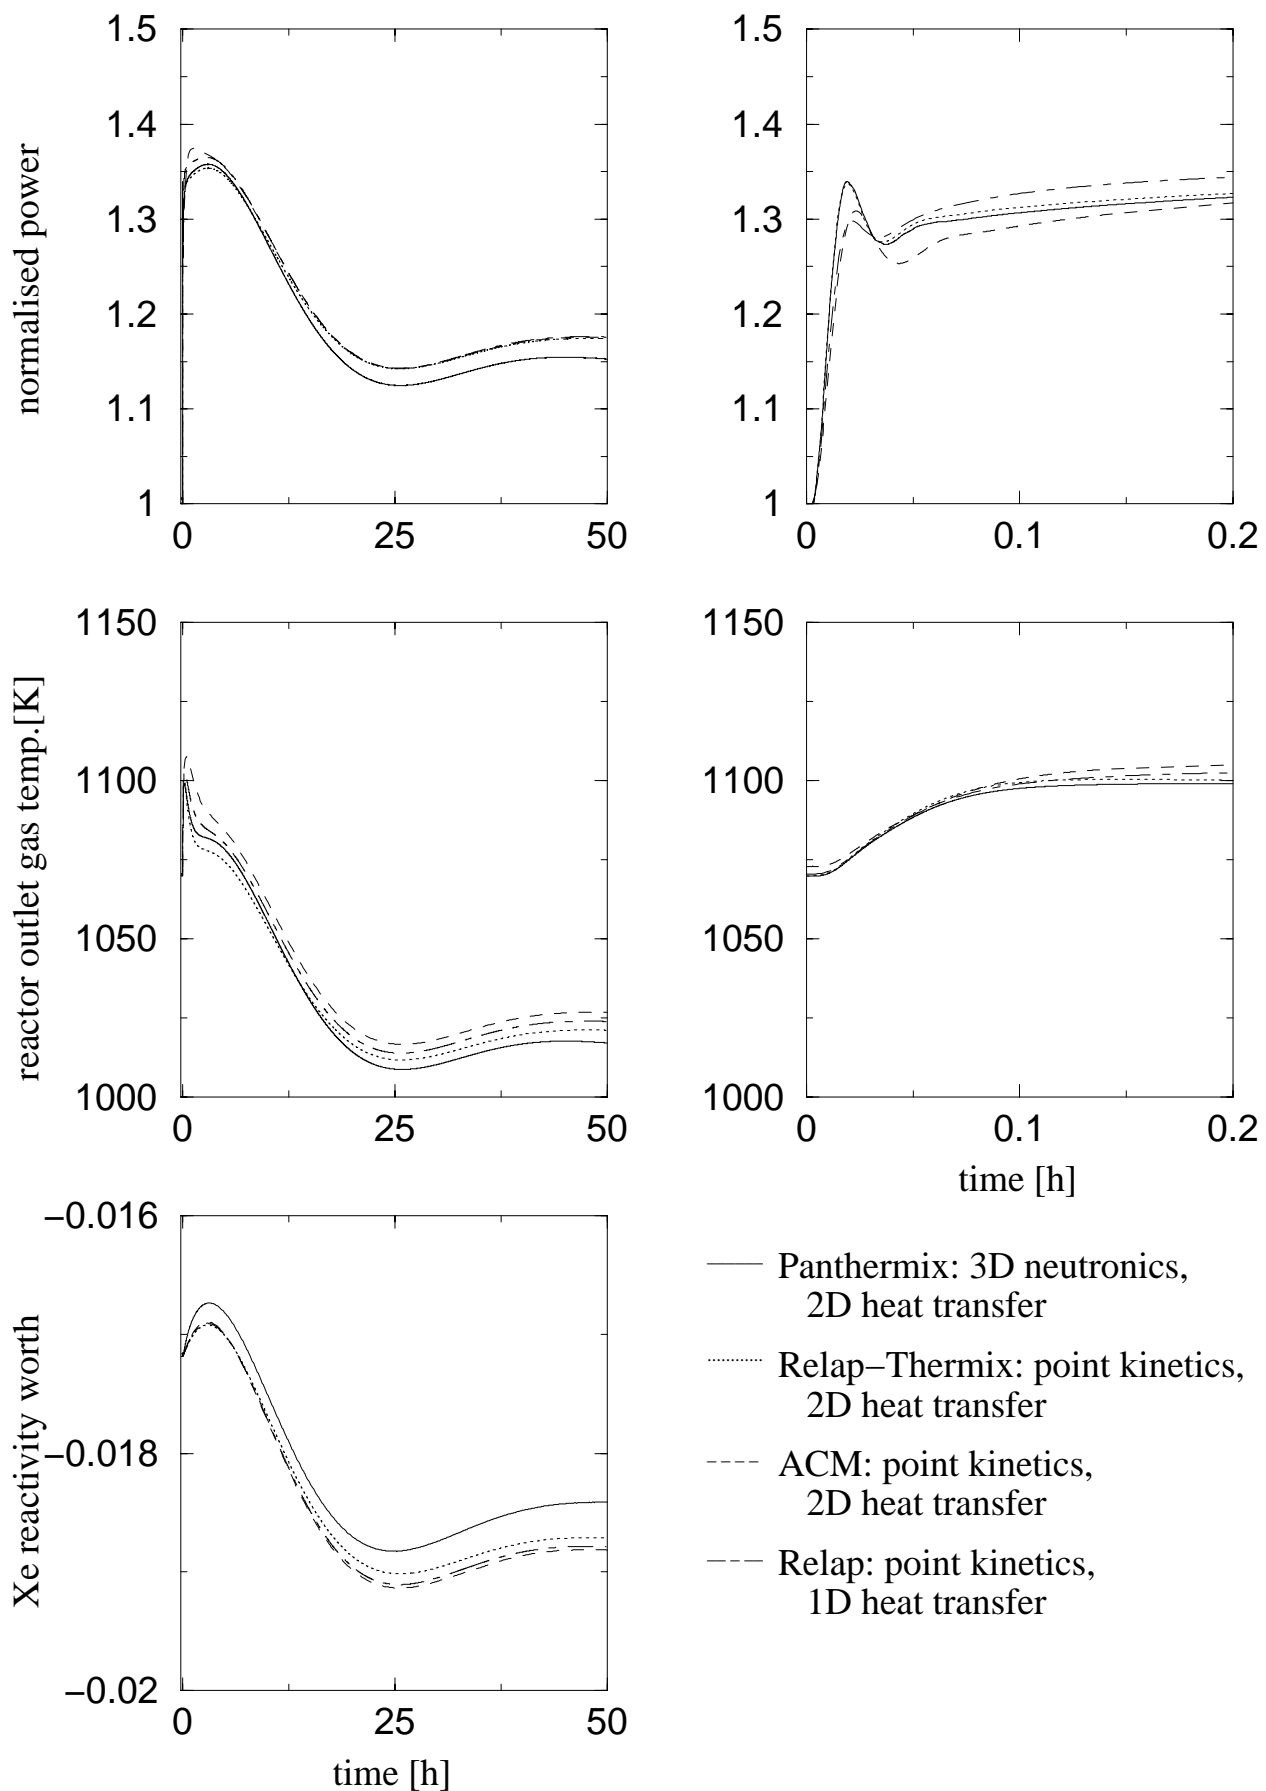 1.5
1.4
1.3
1.2
1.1
1
0
25
50
normalised power
1.5
1.4
1.3
1.2
1.1
1
0
0.1
0.2
1150
1100
1050
1000
0
25
50
reactor outlet gas temp.[K]
1150
1100
1050
1000
0
0.1
0.2
time [h]
−0.016
−0.018
−0.02
0
25
50
Xe reactivity worth
time [h]
Panthermix: 3D neutronics,
2D heat transfer
Relap−Thermix: point kinetics,
2D heat transfer
ACM: point kinetics,
2D heat transfer
Relap: point kinetics,
1D heat transfer